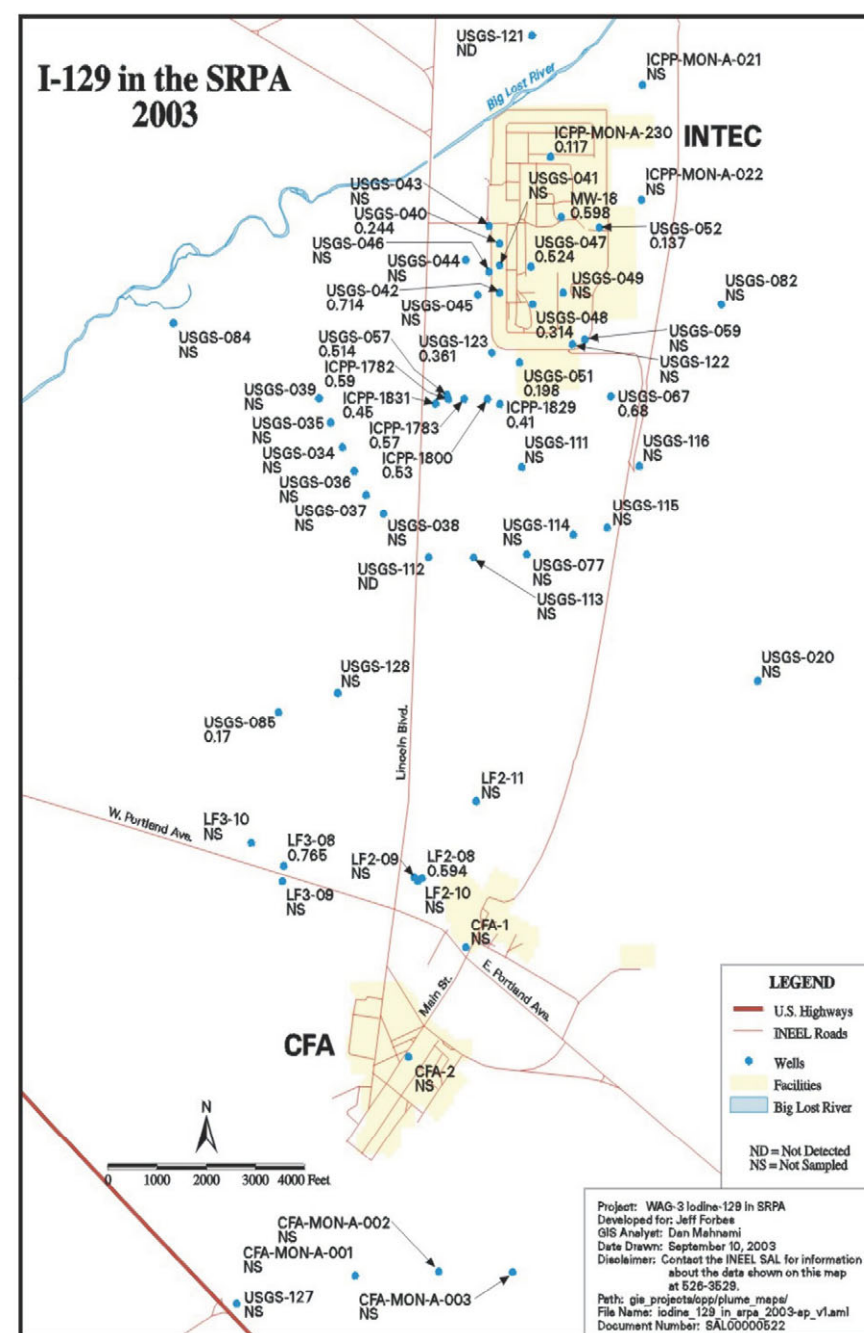 I-129 in the SRPA
2003
USGS-121
ND
Big Lost River
ICPP-MON-A-021
NS
INTEC
ICPP-MON-A-230
0.117
USGS-041
NS
ICPP-MON-A-022
NS
USGS-043
NS
MW-18
0.598
USGS-040
0.244
USGS-052
0.137
USGS-046
NS
USGS-044
NS
USGS-047
0.524
USGS-042
0.714
USGS-045
NS
USGS-049
NS
USGS-082
NS
USGS-048
0.314
USGS-084
NS
USGS-057
0.514
USGS-123
0.361
USGS-059
NS
USGS-122
NS
ICPP-1782
0.59
USGS-051
0.198
USGS-039
NS
ICPP-1831
0.45
USGS-067
0.68
ICPP-1829
0.41
USGS-035
NS
ICPP-1783
0.57
ICPP-1800
0.53
USGS-034
NS
USGS-111
NS
USGS-116
NS
USGS-036
NS
USGS-037
NS
USGS-038
NS
USGS-114
NS
USGS-115
NS
USGS-112
ND
USGS-077
NS
USGS-113
NS
USGS-020
NS
USGS-128
NS
USGS-085
0.17
Lincoln Blvd.
LF2-11
NS
W. Portland Ave.
LF3-10
NS
LF3-08
0.765
LF2-09
NS
LF2-08
0.594
LF3-09
NS
LF2-10
NS
CFA-1
NS
E. Portland Ave.
Main St.
CFA
CFA-2
NS
LEGEND
U.S. Highways
INEEL Roads
Wells
Facilities
Big Lost River
ND = Not Detected
NS = Not Sampled
N
0 1000 2000 3000 4000 Feet
CFA-MON-A-002
NS
CFA-MON-A-001
NS
CFA-MON-A-003
NS
USGS-127
NS
Project: WAG-3 Iodine-129 in SRPA
Developed for: Jeff Forbes
GIS Analyst: Dan Mahnami
Date Drawn: September 10, 2003
Disclaimer: Contact the INEEL SAL for information
about the data shown on this map
at 526-3529.
Path: gis_projects/cpp/plume_maps/
File Name: iodine_129_in_srpa_2003-ap_v1.aml
Document Number: SAL00000522